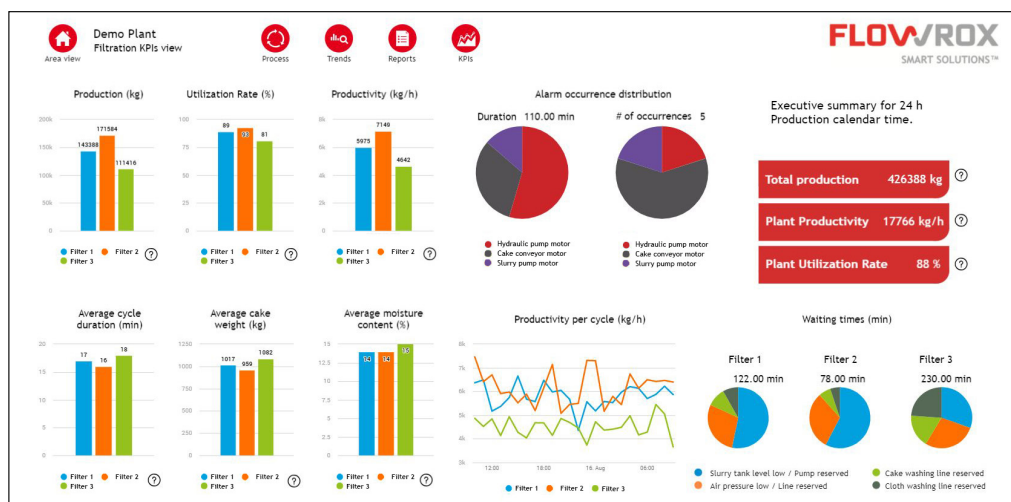 Demo Plant
Filtration KPIs view
Area view
Process
Trends
Reports
KPIs
FLOWROX
SMART SOLUTIONS™
Production (kg)
200k
150k
100k
50k
0
143388
171584
111416
Filter 1
Filter 2
Filter 3
?
Utilization Rate (%)
100
75
50
25
0
89
93
81
Filter 1
Filter 2
Filter 3
?
Productivity (kg/h)
8k
6k
4k
2k
0
5975
7149
4642
Filter 1
Filter 2
Filter 3
?
Alarm occurrence distribution
Duration 110.00 min
# of occurrences 5
Hydraulic pump motor
Cake conveyor motor
Slurry pump motor
Hydraulic pump motor
Cake conveyor motor
Slurry pump motor
Executive summary for 24 h
Production calendar time.
Total production 426388 kg
?
Plant Productivity 17766 kg/h
?
Plant Utilization Rate 88 %
?
Average cycle
duration (min)
20
15
10
5
0
17
16
18
Filter 1
Filter 2
Filter 3
?
Average cake
weight (kg)
1250
1000
750
500
250
0
1017
959
1082
Filter 1
Filter 2
Filter 3
?
Average moisture
content (%)
15
12.5
10
7.5
5
2.5
0
14
14
15
Filter 1
Filter 2
Filter 3
?
Productivity per cycle (kg/h)
8k
7k
6k
5k
4k
3k
12:00
18:00
16. Aug
06:00
Filter 1
Filter 2
Filter 3
Waiting times (min)
Filter 1
122.00 min
Filter 2
78.00 min
Filter 3
230.00 min
Slurry tank level low / Pump reserved
Air pressure low / Line reserved
Cake washing line reserved
Cloth washing line reserved